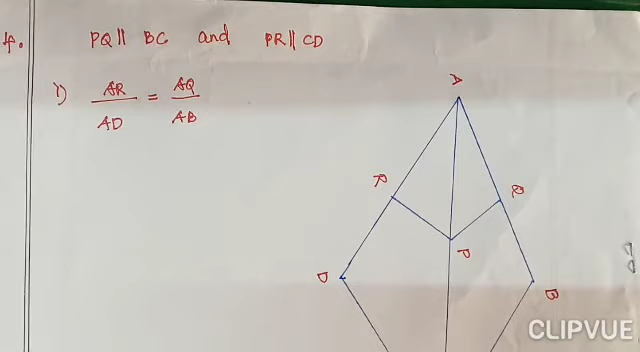 4. PQ || BC and PR || CD
1) AR/AD = AQ/AB
A
R
Q
P
D
B
CLIPVUE